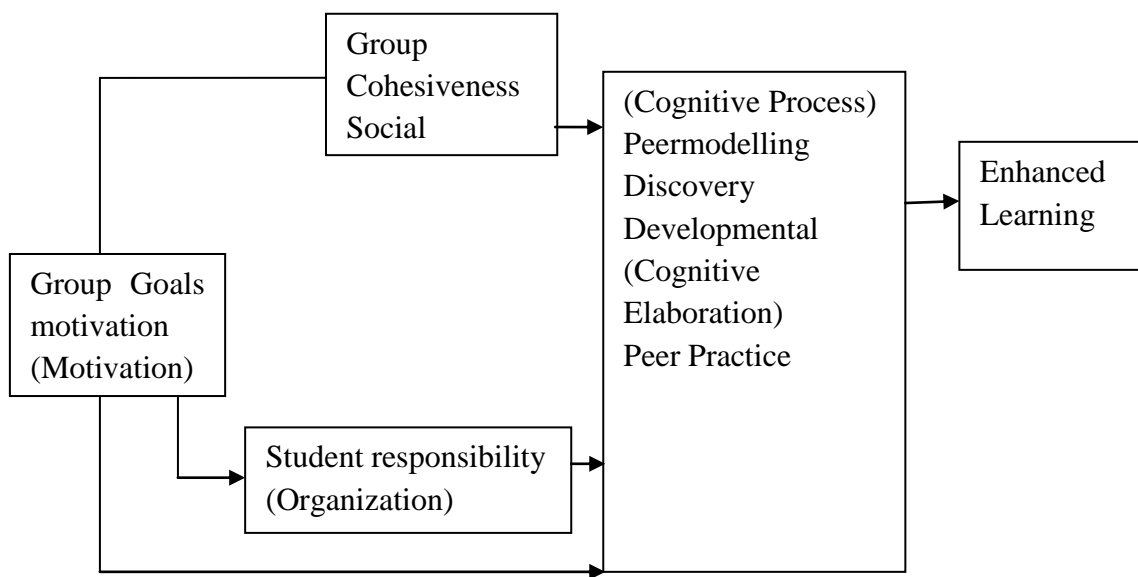 Group
Cohesiveness
Social
(Cognitive Process)
Peermodelling
Discovery
Developmental
(Cognitive
Elaboration)
Peer Practice
Enhanced
Learning
Group Goals
motivation
(Motivation)
Student responsibility
(Organization)